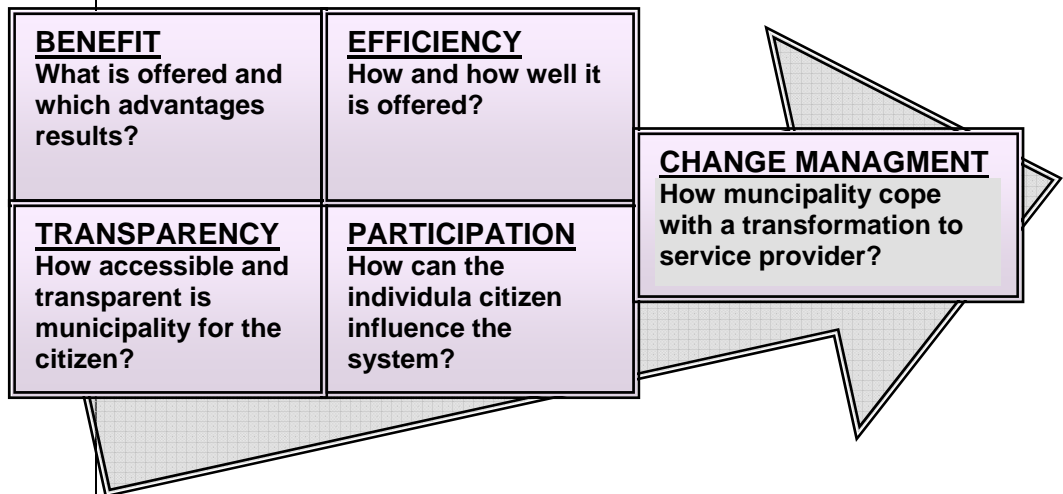 BENEFIT
What is offered and
which advantages
results?
EFFICIENCY
How and how well it
is offered?
TRANSPARENCY
How accessible and
transparent is
municipality for the
citizen?
PARTICIPATION
How can the
individula citizen
influence the
system?
CHANGE MANAGMENT
How muncipality cope
with a transformation to
service provider?